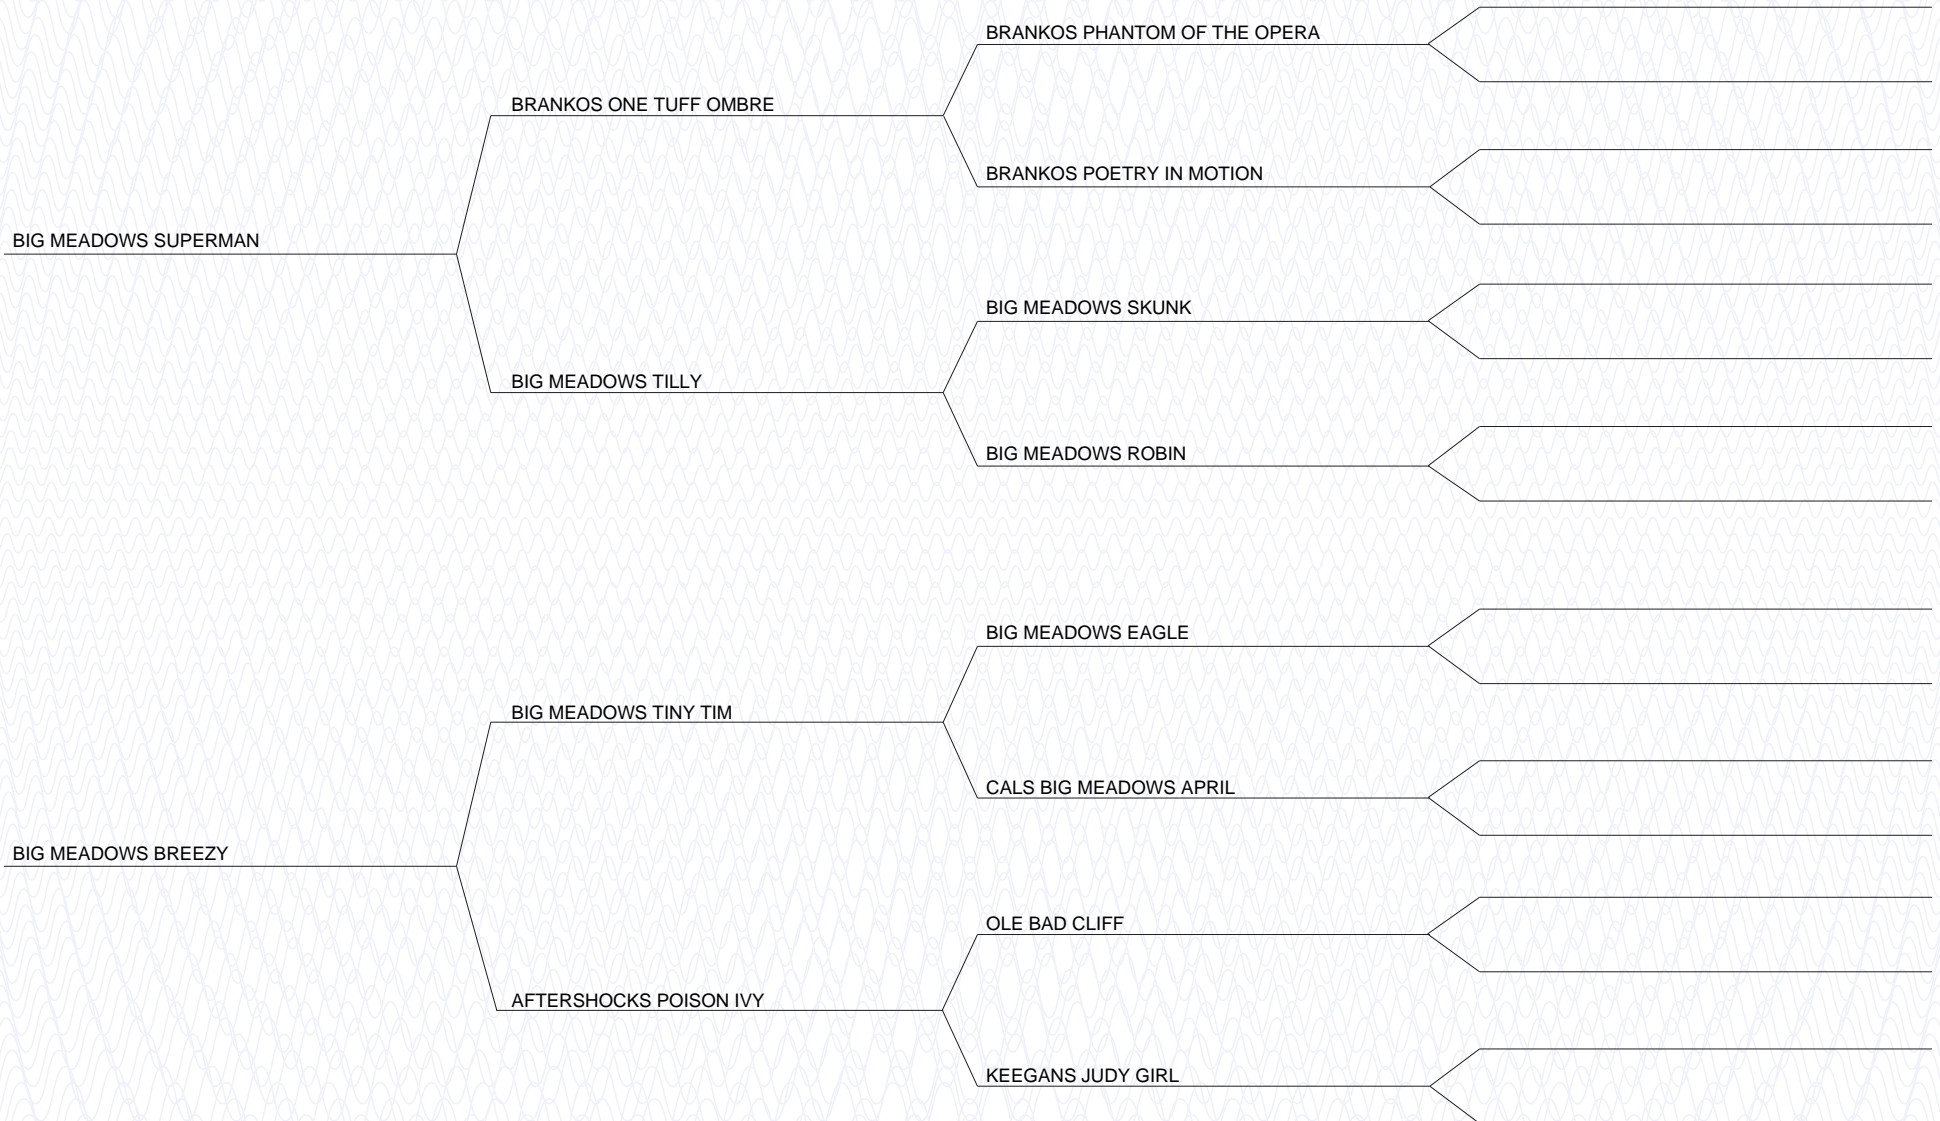 BRANKOS PHANTOM OF THE OPERA
BRANKOS ONE TUFF OMBRE
BRANKOS POETRY IN MOTION
BIG MEADOWS SUPERMAN
BIG MEADOWS SKUNK
BIG MEADOWS TILLY
BIG MEADOWS ROBIN
BIG MEADOWS EAGLE
BIG MEADOWS TINY TIM
CALS BIG MEADOWS APRIL
BIG MEADOWS BREEZY
OLE BAD CLIFF
AFTERSHOCKS POISON IVY
KEEGANS JUDY GIRL